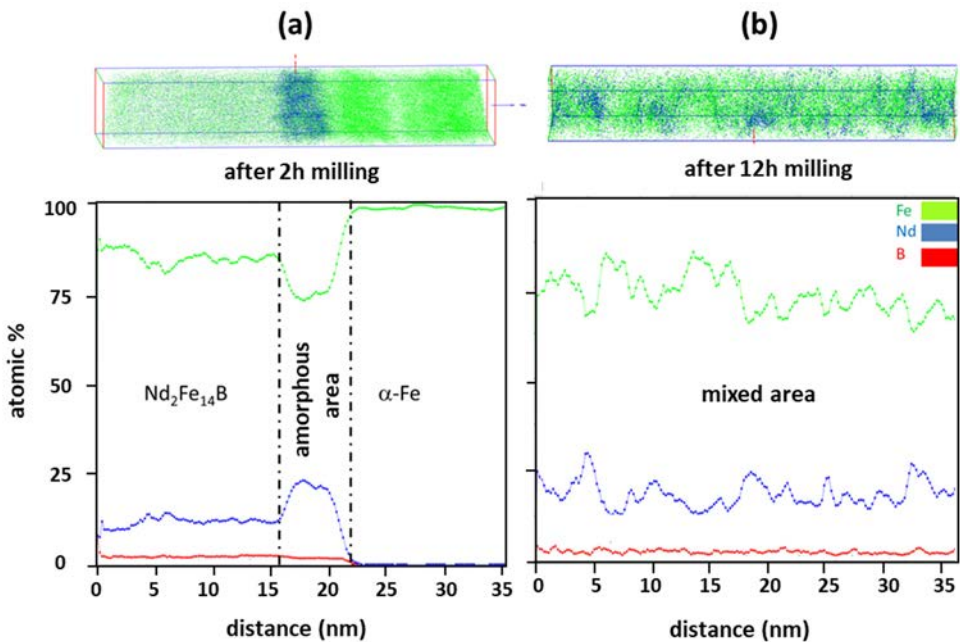 (a)
(b)
after 2h milling
after 12h milling
100
75
50
25
0
atomic %
Nd₂Fe₁₄B
amorphous
area
α-Fe
0 5 10 15 20 25 30 35
distance (nm)
Fe
Nd
B
mixed area
0 5 10 15 20 25 30 35
distance (nm)